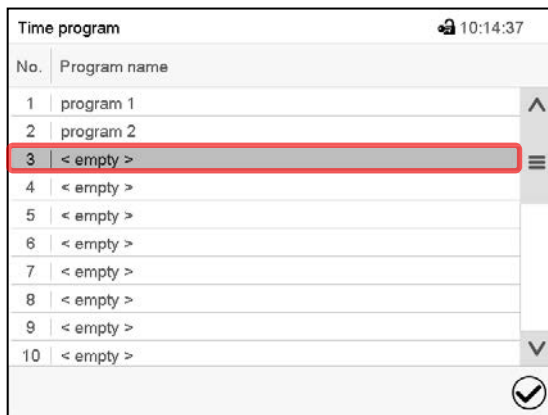 Time program 10:14:37
No. Program name
1 program 1
2 program 2
3 < empty >
4 < empty >
5 < empty >
6 < empty >
7 < empty >
8 < empty >
9 < empty >
10 < empty >